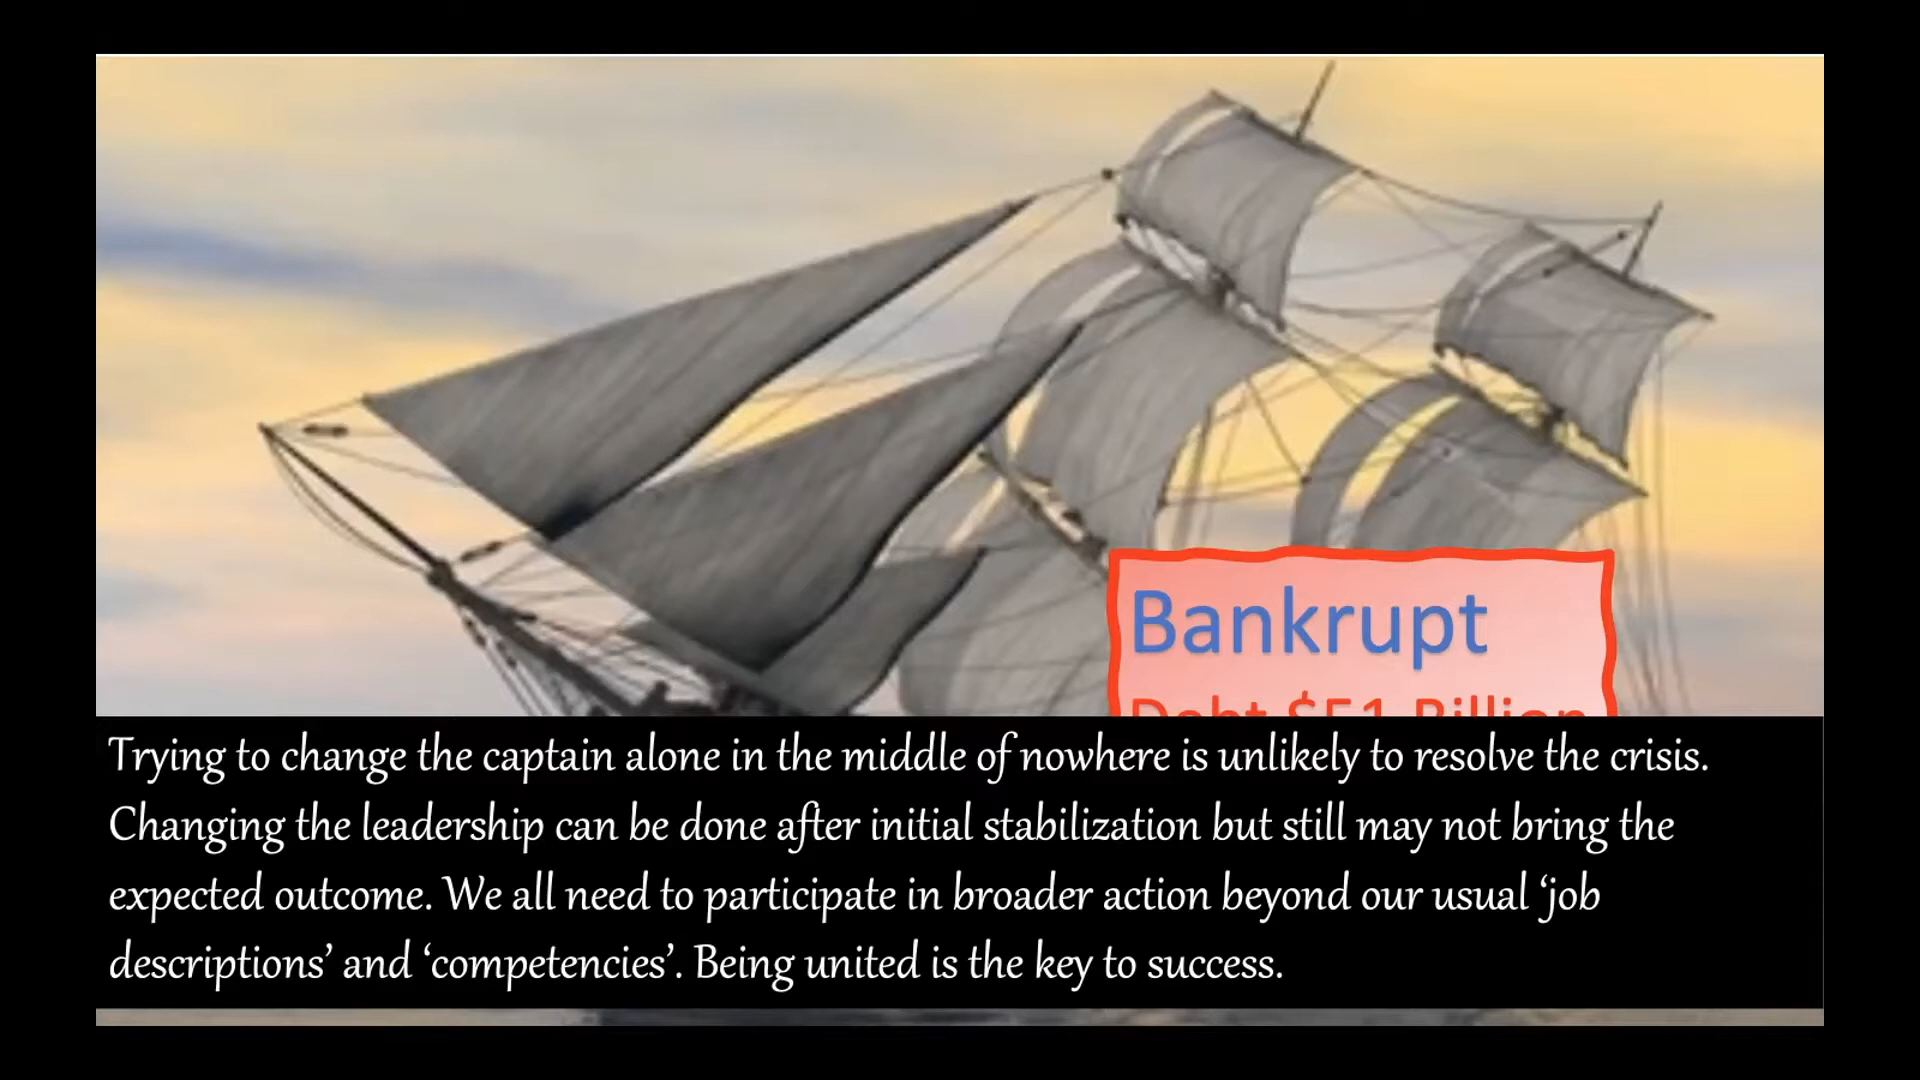 Bankrupt
Debt $51 Billion
Trying to change the captain alone in the middle of nowhere is unlikely to resolve the crisis.
Changing the leadership can be done after initial stabilization but still may not bring the
expected outcome. We all need to participate in broader action beyond our usual ‘job
descriptions’ and ‘competencies’. Being united is the key to success.